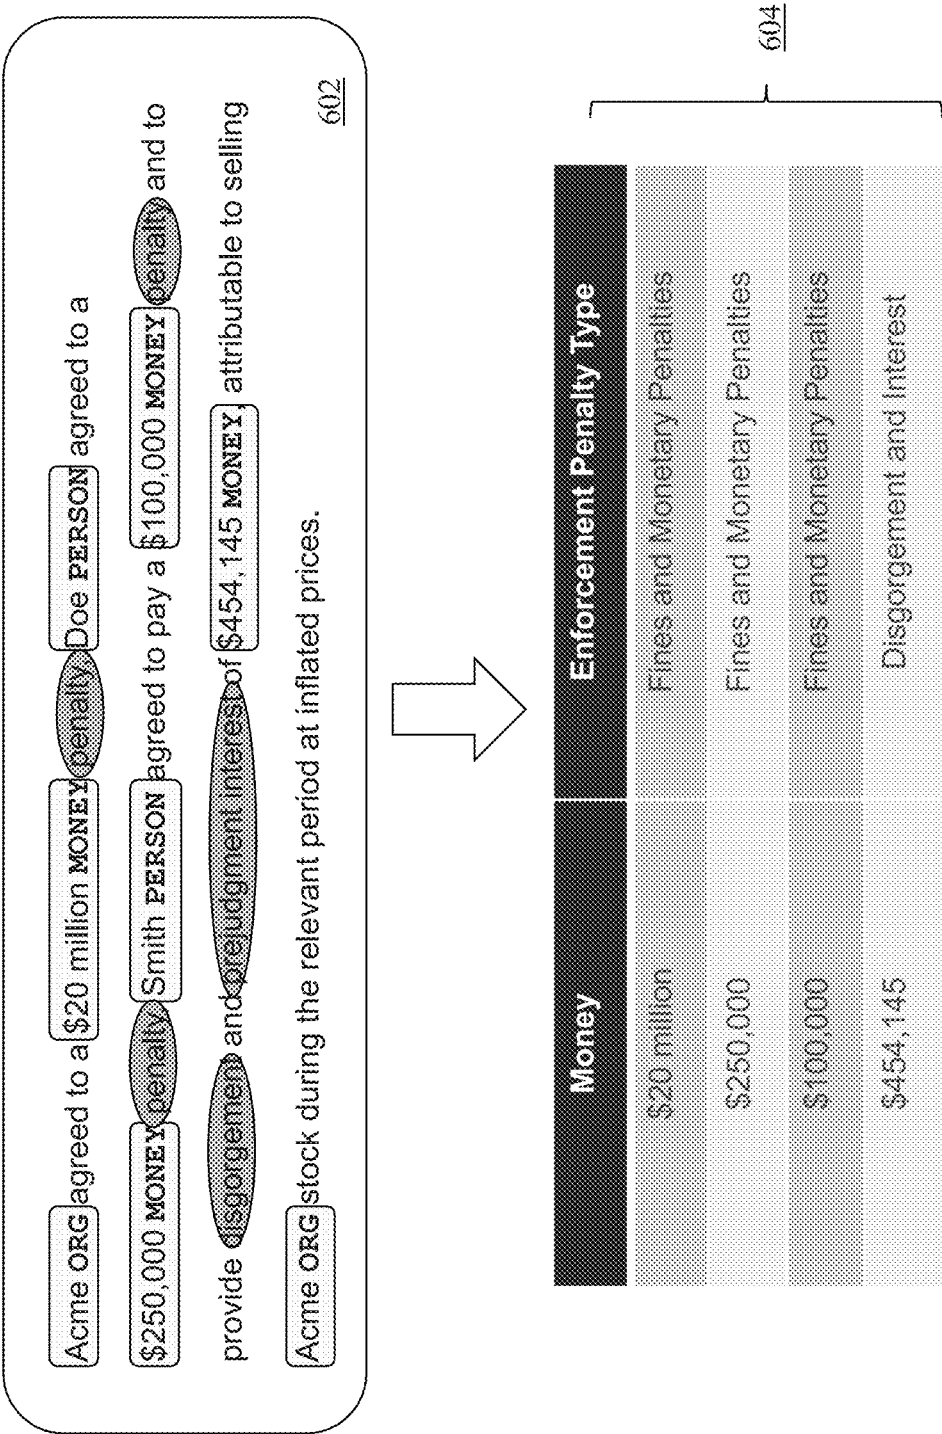 Acme ORG agreed to a $20 million MONEY penalty. Doe PERSON agreed to a
$250,000 MONEY penalty. Smith PERSON agreed to pay a $100,000 MONEY penalty and to
provide disgorgement and prejudgment interest of $454,145 MONEY, attributable to selling
Acme ORG stock during the relevant period at inflated prices.
602
Money Enforcement Penalty Type
$20 million Fines and Monetary Penalties
$250,000 Fines and Monetary Penalties
$100,000 Fines and Monetary Penalties
$454,145 Disgorgement and Interest
604